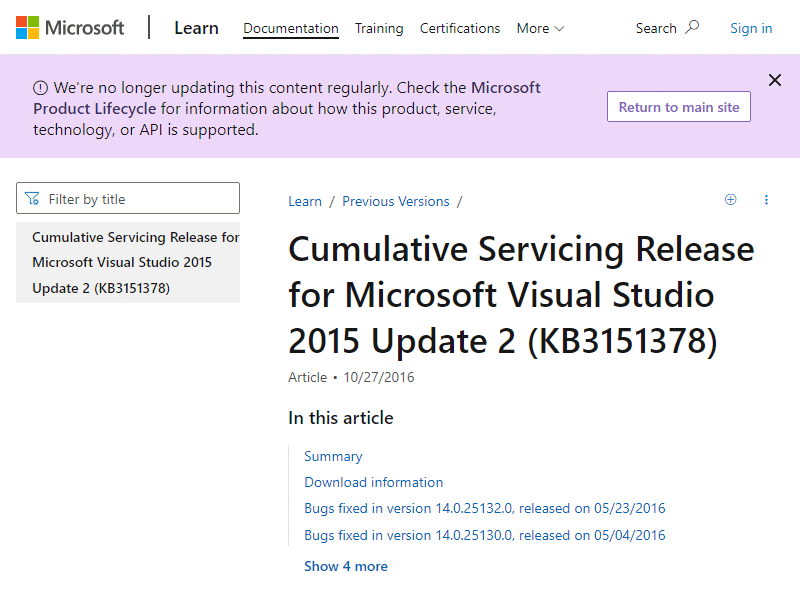 Microsoft | Learn Documentation Training Certifications More Search Sign in
We're no longer updating this content regularly. Check the Microsoft
Product Lifecycle for information about how this product, service,
technology, or API is supported.
Return to main site
Filter by title
Cumulative Servicing Release for
Microsoft Visual Studio 2015
Update 2 (KB3151378)
Learn / Previous Versions /
Cumulative Servicing Release
for Microsoft Visual Studio
2015 Update 2 (KB3151378)
Article • 10/27/2016
In this article
Summary
Download information
Bugs fixed in version 14.0.25132.0, released on 05/23/2016
Bugs fixed in version 14.0.25130.0, released on 05/04/2016
Show 4 more